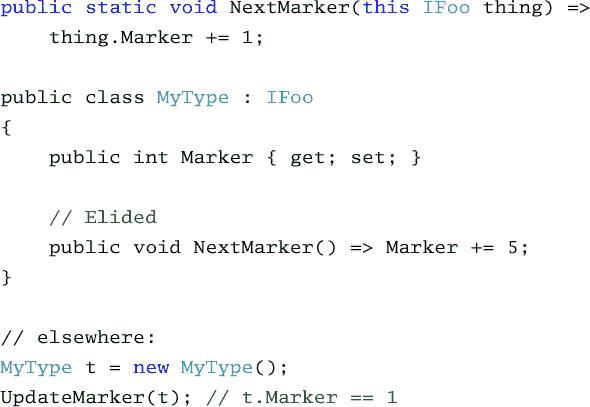 public static void NextMarker(this IFoo thing) =>
    thing.Marker += 1;
public class MyType : IFoo
{
    public int Marker { get; set; }
    // Elided
    public void NextMarker() => Marker += 5;
}
// elsewhere:
MyType t = new MyType();
UpdateMarker(t); // t.Marker == 1